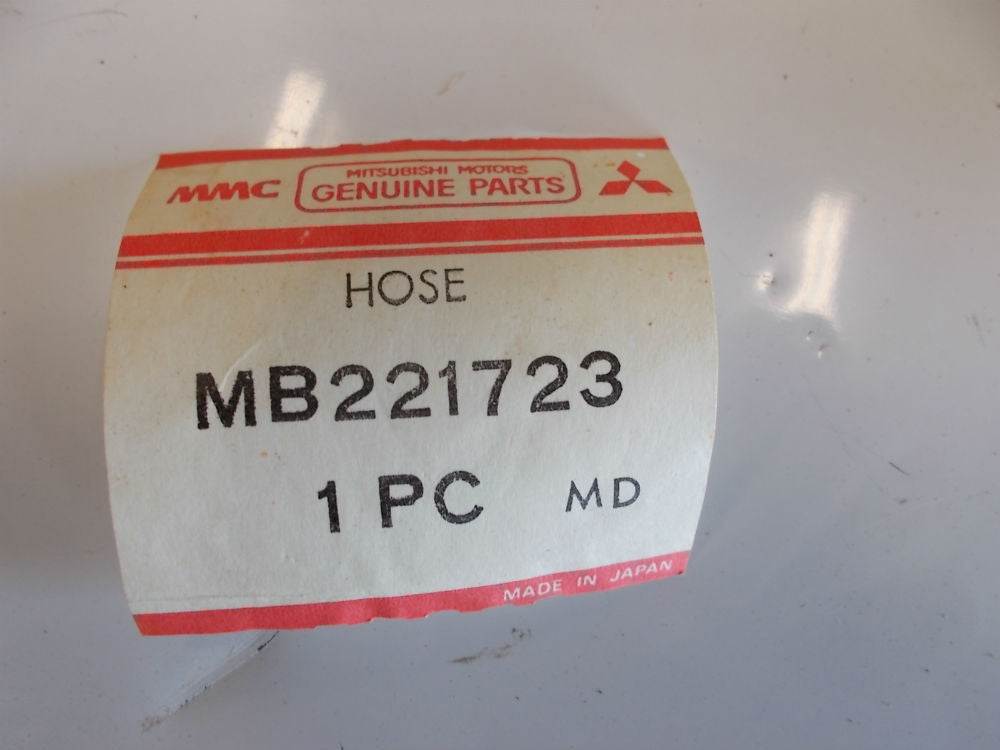 MMC MITSUBISHI MOTORS
GENUINE PARTS
HOSE
MB221723
1 PC MD
MADE IN JAPAN